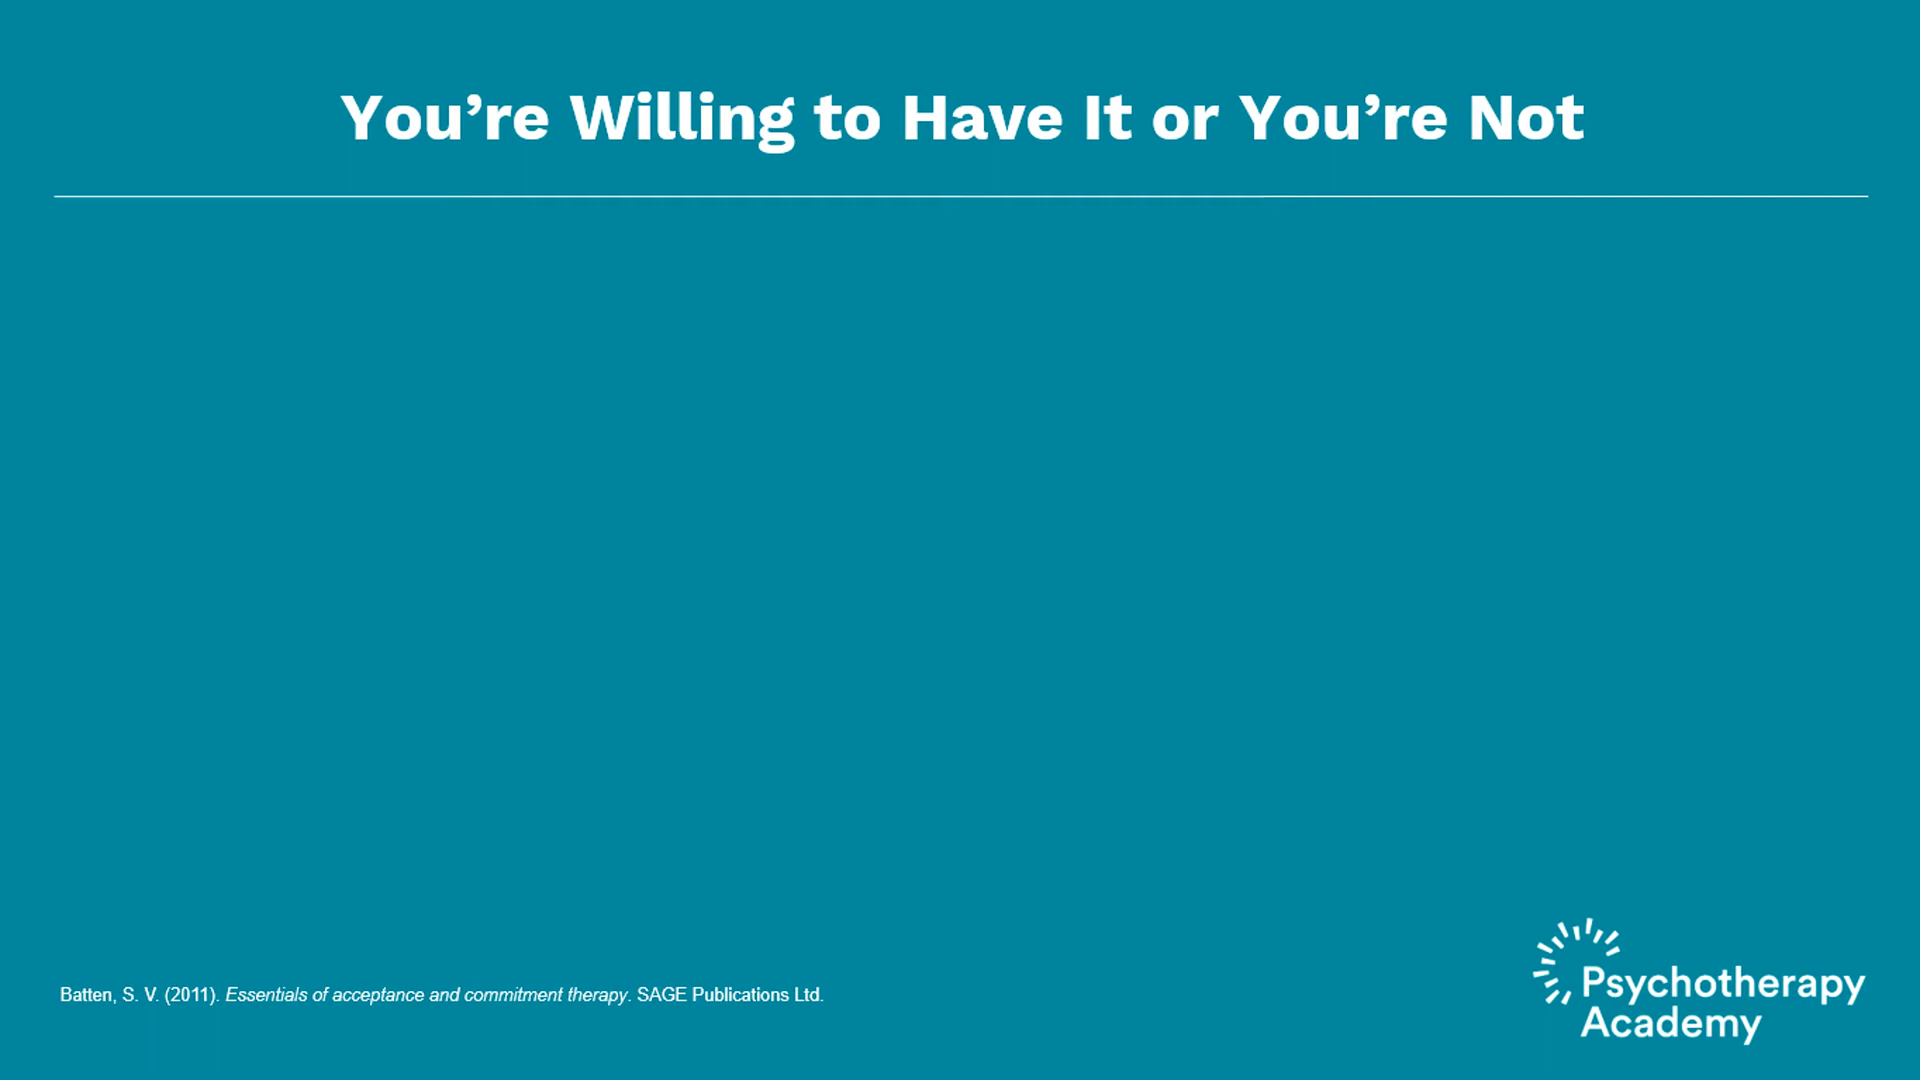 You’re Willing to Have It or You’re Not
Batten, S. V. (2011). Essentials of acceptance and commitment therapy. SAGE Publications Ltd.
Psychotherapy
Academy